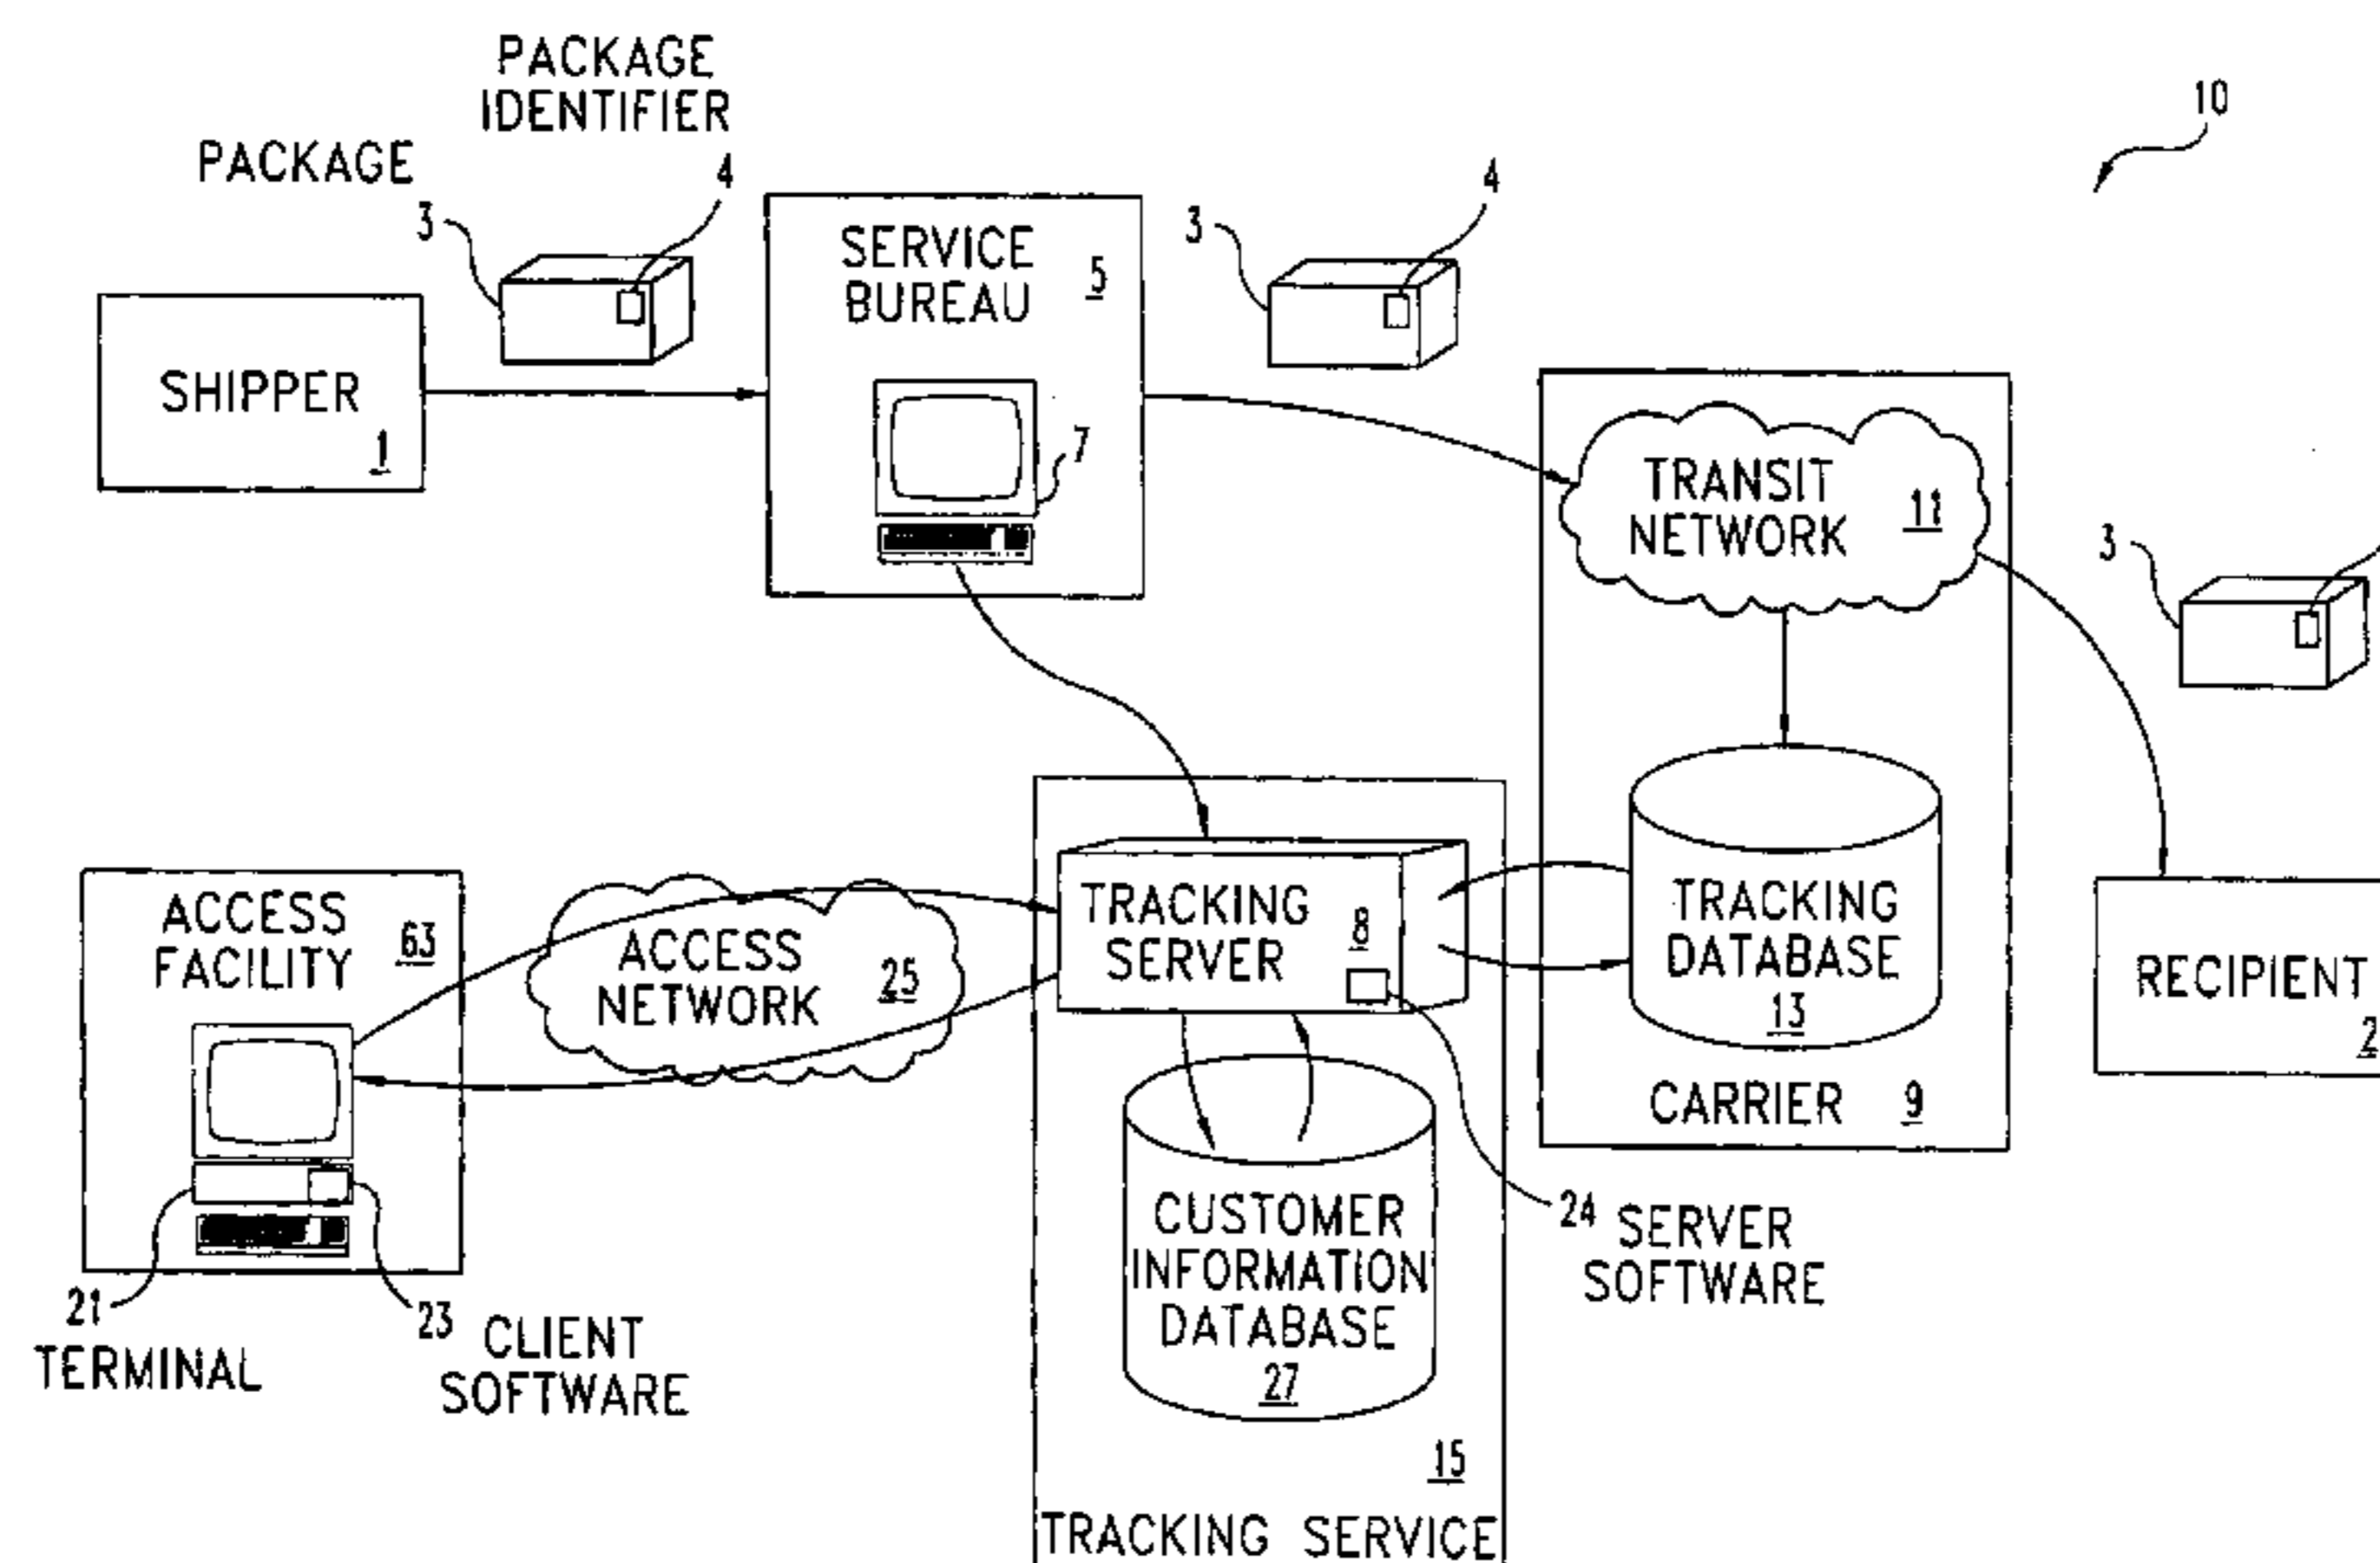 PACKAGE
IDENTIFIER
PACKAGE
4
3
10
SERVICE
BUREAU
5
3
4
SHIPPER
1
7
TRANSIT
NETWORK
11
3
ACCESS
FACILITY
63
ACCESS
NETWORK
25
TRACKING
SERVER
8
TRACKING
DATABASE
13
RECIPIENT
2
CARRIER 9
CUSTOMER
INFORMATION
DATABASE
27
24 SERVER
SOFTWARE
21
TERMINAL
23 CLIENT
SOFTWARE
15
TRACKING SERVICE